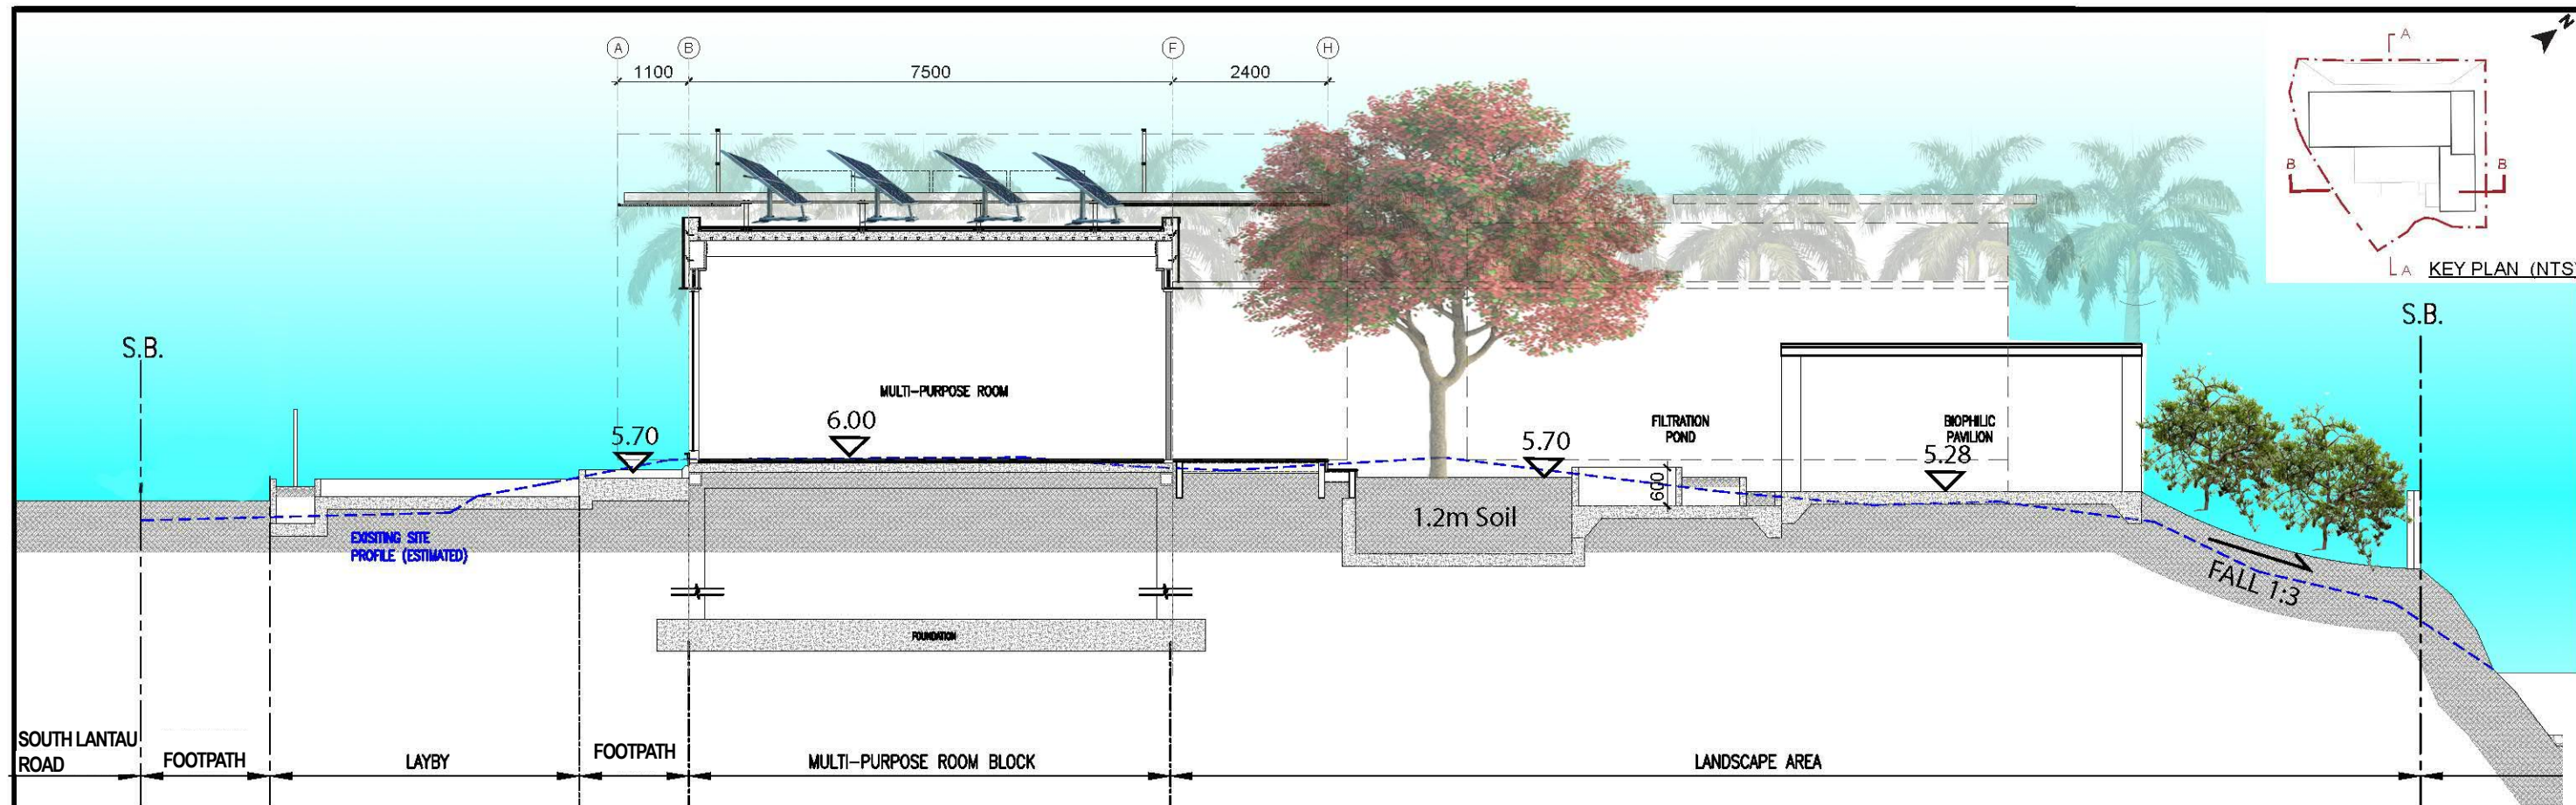 A
B
F
H
1100
7500
2400
N
A
B
B
A
KEY PLAN (NTS)
S.B.
S.B.
MULTI-PURPOSE ROOM
6.00
5.70
5.70
FILTRATION
POND
BIOPHILIC
PAVILION
5.28
600
1.2m Soil
EXISITING SITE
PROFILE (ESTIMATED)
FALL 1:3
FOUNDATION
SOUTH LANTAU
ROAD
FOOTPATH
LAYBY
FOOTPATH
MULTI-PURPOSE ROOM BLOCK
LANDSCAPE AREA